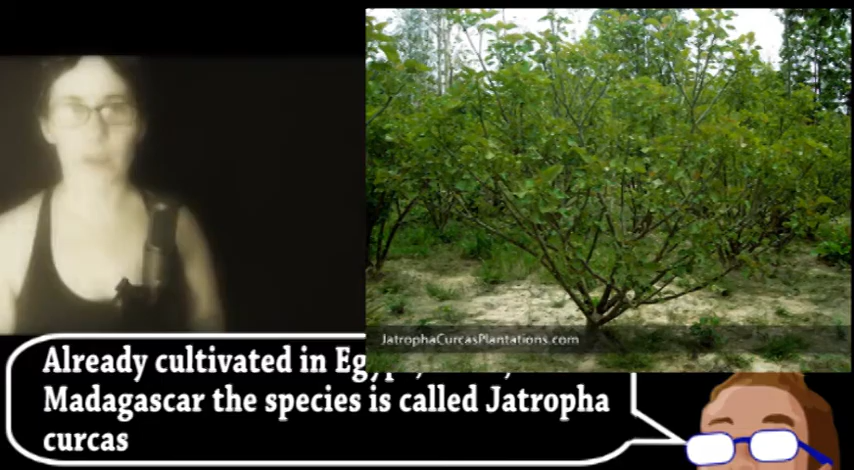 JatrophaCurcasPlantations.com
Already cultivated in
Madagascar the species is called Jatropha
curcas